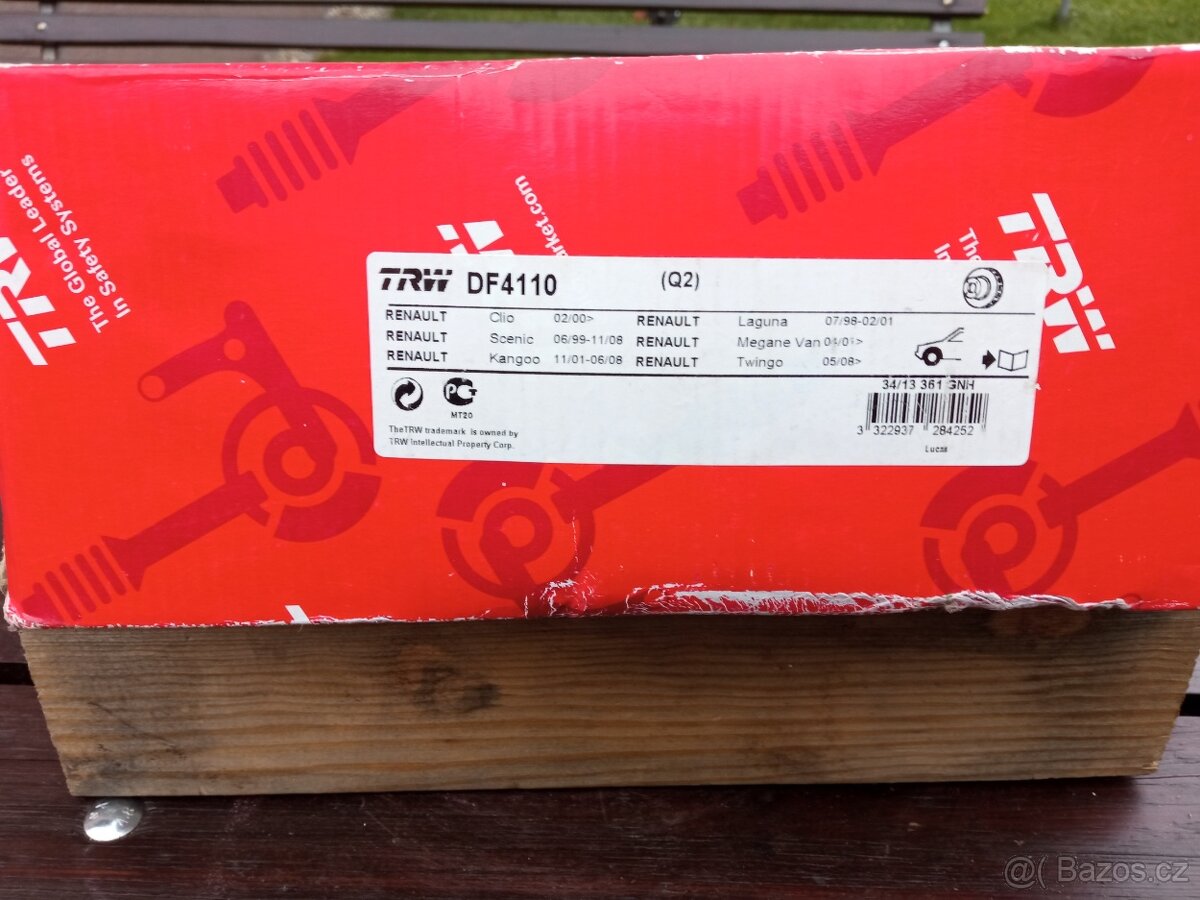 The Global Leader
In Safety Systems
TRW
TRW
TRW DF4110 (Q2)
RENAULT Clio 02/00> RENAULT Laguna 07/98-02/01
RENAULT Scenic 06/99-11/08 RENAULT Megane Van 04/01>
RENAULT Kangoo 11/01-06/08 RENAULT Twingo 05/08>
34/13 361 GNH
MT20
3 322937 284252
TheTRW trademark is owned by
TRW Intellectual Property Corp.
Lucas
@( Bazos.cz